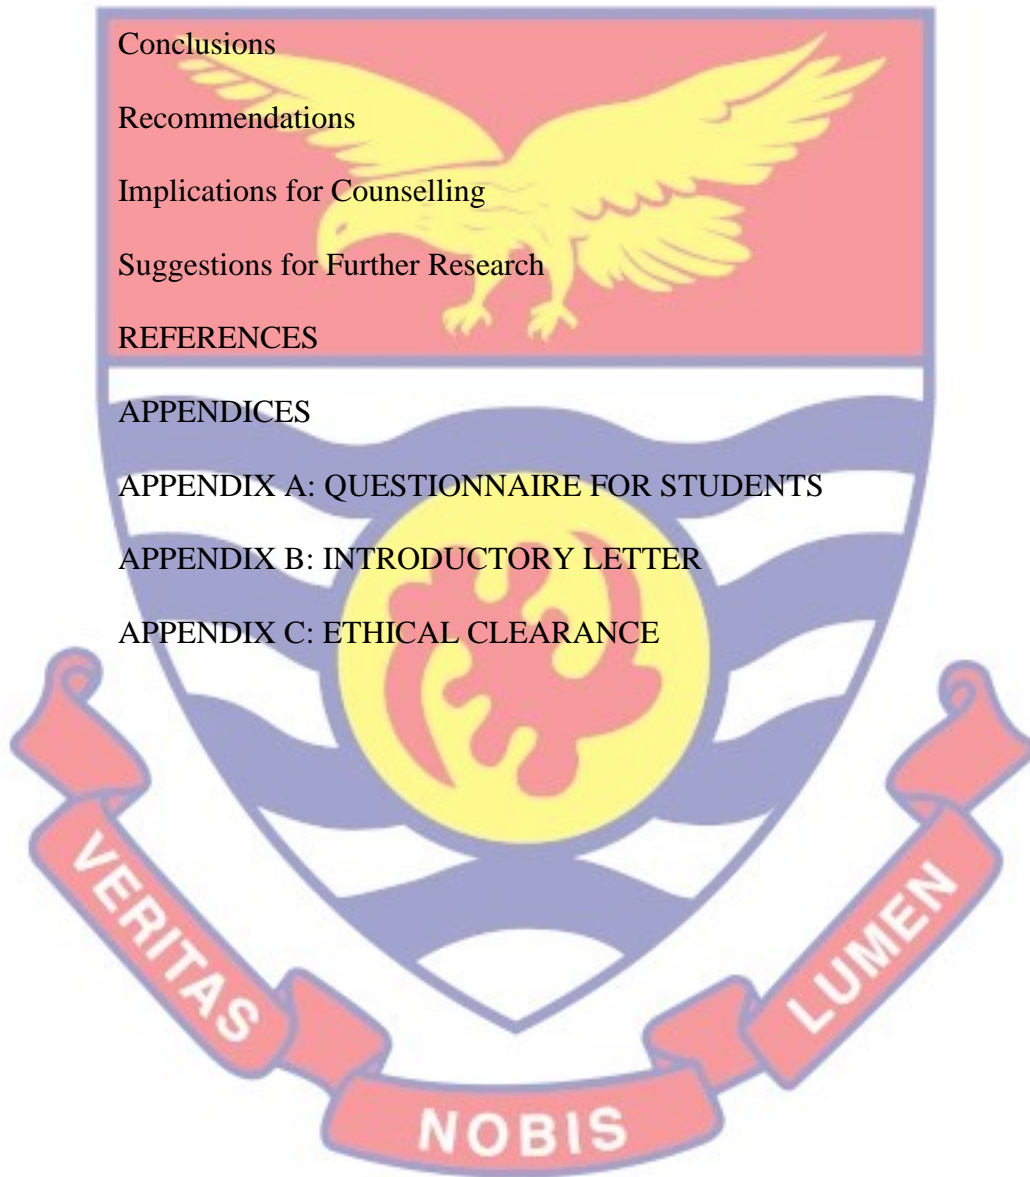 Conclusions
Recommendations
Implications for Counselling
Suggestions for Further Research
REFERENCES
APPENDICES
APPENDIX A: QUESTIONNAIRE FOR STUDENTS
APPENDIX B: INTRODUCTORY LETTER
APPENDIX C: ETHICAL CLEARANCE
VERITAS
NOBIS
LUMEN